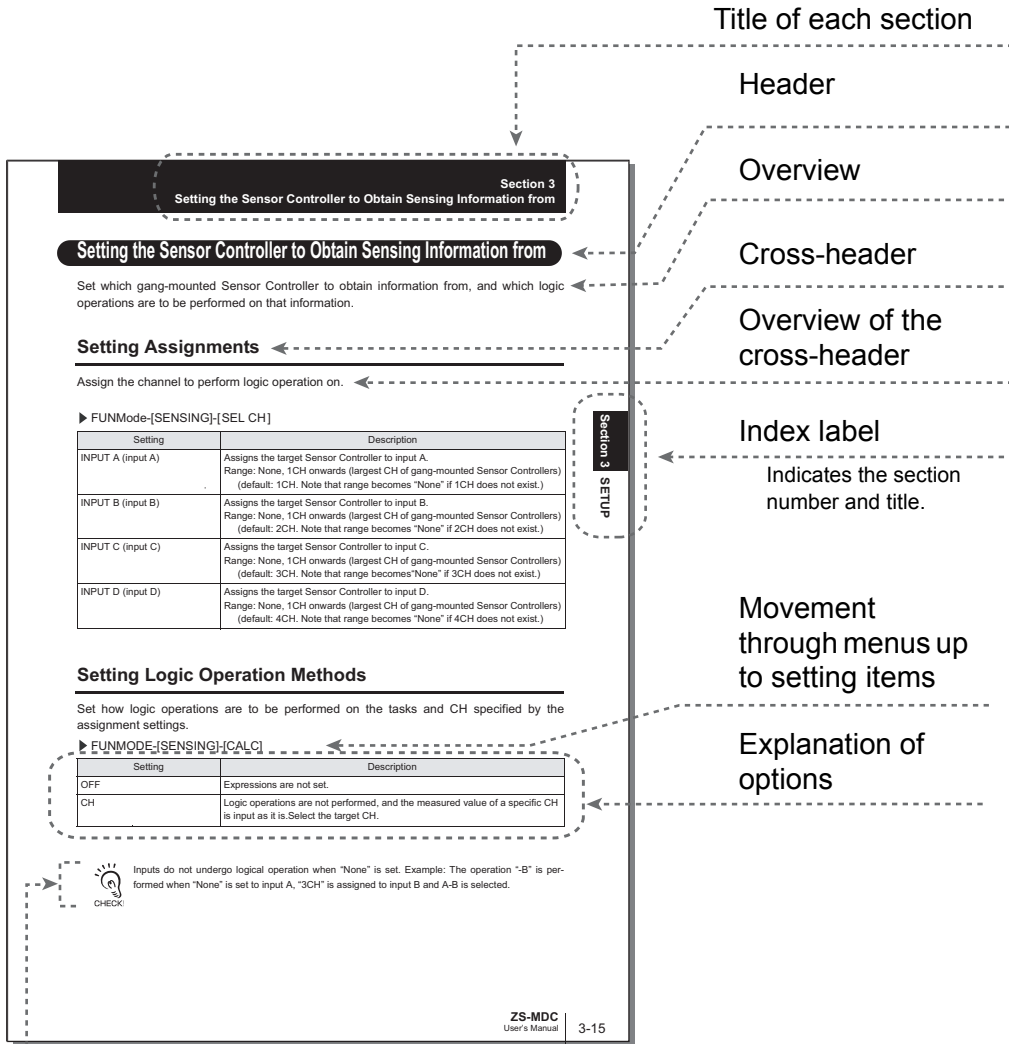 Title of each section
Header
Overview
Cross-header
Overview of the
cross-header
Index label
Indicates the section
number and title.
Movement
through menus up
to setting items
Explanation of
options
Section 3
Setting the Sensor Controller to Obtain Sensing Information from
Setting the Sensor Controller to Obtain Sensing Information from
Set which gang-mounted Sensor Controller to obtain information from, and which logic
operations are to be performed on that information.
Setting Assignments
Assign the channel to perform logic operation on.
▶ FUNMode-[SENSING]-[SEL CH]
Setting Description
INPUT A (input A) Assigns the target Sensor Controller to input A.
Range: None, 1CH onwards (largest CH of gang-mounted Sensor Controllers)
(default: 1CH. Note that range becomes “None” if 1CH does not exist.)
INPUT B (input B) Assigns the target Sensor Controller to input B.
Range: None, 1CH onwards (largest CH of gang-mounted Sensor Controllers)
(default: 2CH. Note that range becomes “None” if 2CH does not exist.)
INPUT C (input C) Assigns the target Sensor Controller to input C.
Range: None, 1CH onwards (largest CH of gang-mounted Sensor Controllers)
(default: 3CH. Note that range becomes“None” if 3CH does not exist.)
INPUT D (input D) Assigns the target Sensor Controller to input D.
Range: None, 1CH onwards (largest CH of gang-mounted Sensor Controllers)
(default: 4CH. Note that range becomes “None” if 4CH does not exist.)
Section 3 SETUP
Setting Logic Operation Methods
Set how logic operations are to be performed on the tasks and CH specified by the
assignment settings.
▶ FUNMODE-[SENSING]-[CALC]
Setting Description
OFF Expressions are not set.
CH Logic operations are not performed, and the measured value of a specific CH
is input as it is.Select the target CH.
Inputs do not undergo logical operation when “None” is set. Example: The operation “-B” is per-
formed when “None” is set to input A, “3CH” is assigned to input B and A-B is selected.
CHECK!
ZS-MDC
User's Manual 3-15